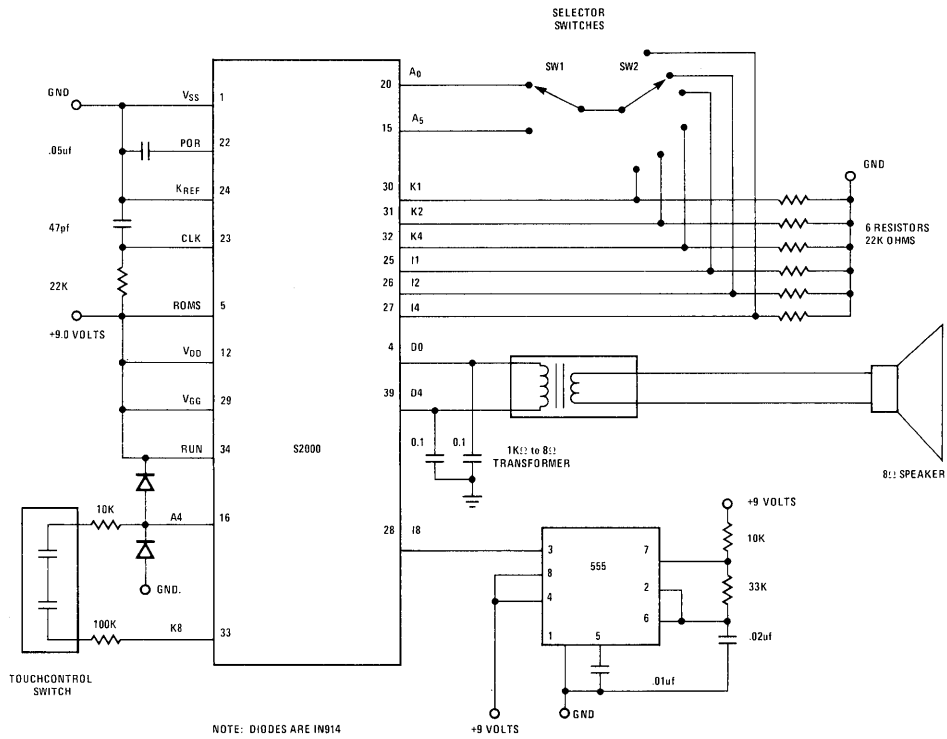 SELECTOR
SWITCHES
SW1
SW2
GND
VSS
1
20
A0
.05uf
POR
22
15
A5
GND
KREF
24
30
K1
31
K2
47pf
CLK
23
32
K4
6 RESISTORS
22K OHMS
25
I1
22K
26
I2
ROMS
5
27
I4
+9.0 VOLTS
VDD
12
4
D0
VGG
29
39
D4
RUN
34
S2000
0.1
0.1
1KΩ to 8Ω
TRANSFORMER
8Ω SPEAKER
10K
A4
16
28
I8
+9 VOLTS
10K
3
7
8
555
33K
4
2
GND.
6
100K
K8
33
1
5
.02uf
TOUCHCONTROL
SWITCH
.01uf
NOTE: DIODES ARE IN914
+9 VOLTS
GND